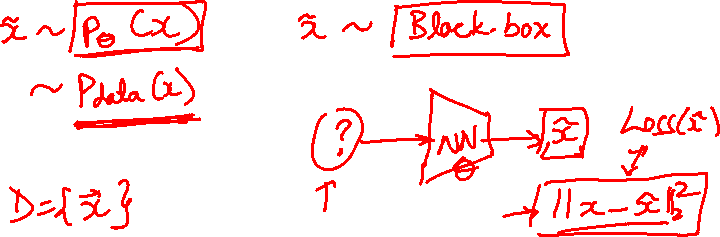 x̃ ~ Pθ(x)
~ Pdata(x)
D={x⃗}
x̃ ~ Black box
? NN θ x̃ Loss(x̃)
||x - x̃||₂²